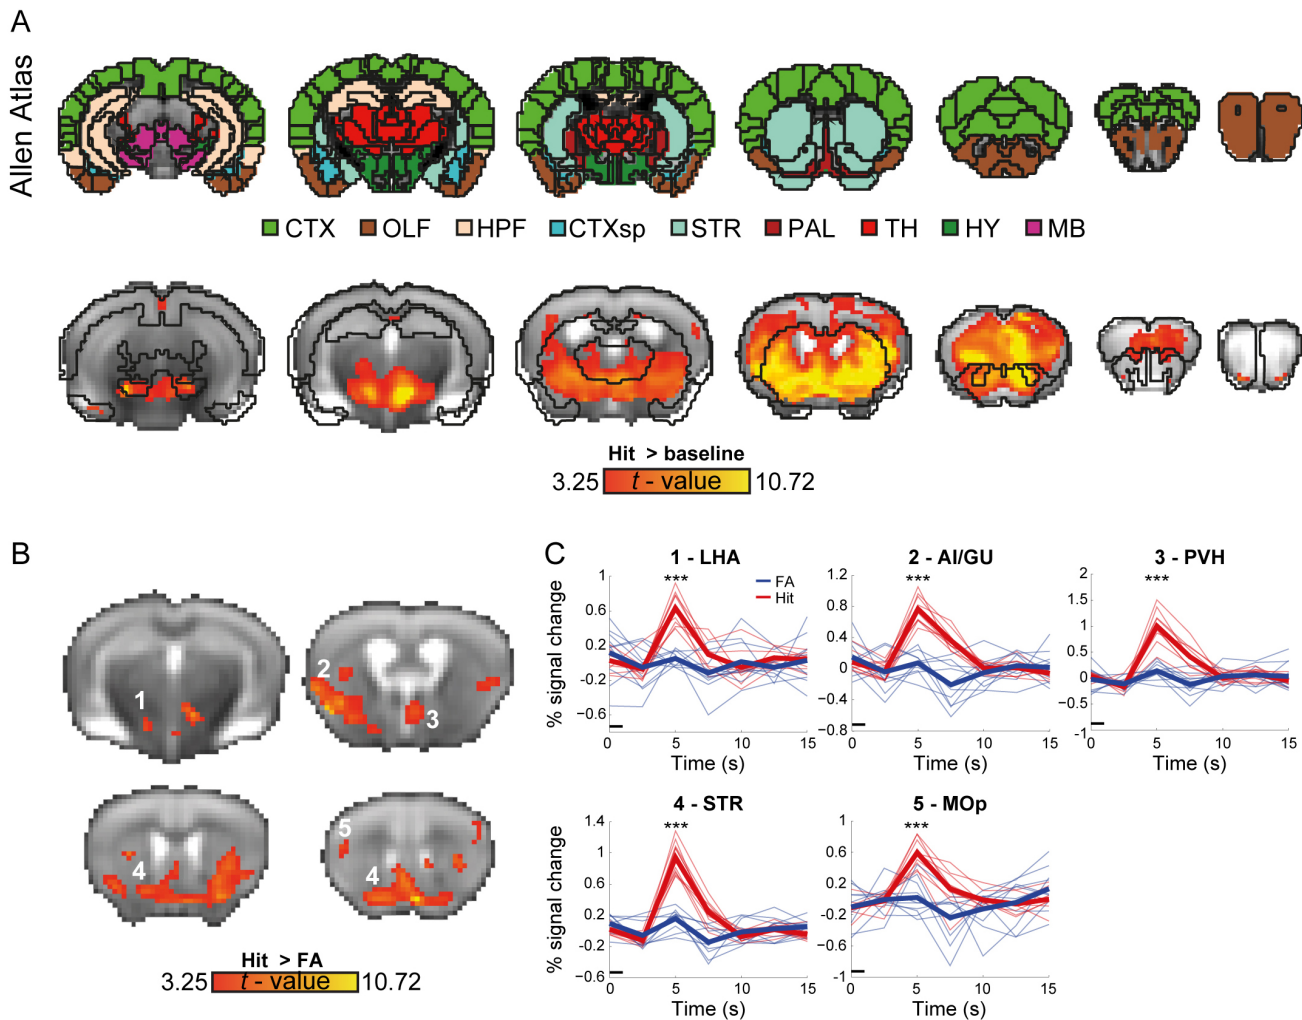 A
Allen Atlas
CTX OLF HPF CTXsp STR PAL TH HY MB
Hit > baseline
3.25 t - value 10.72
B
1
2
3
4
5
4
Hit > FA
3.25 t - value 10.72
C
1 - LHA
***
FA
Hit
% signal change
1
0.6
0.2
−0.2
−0.6
0 5 10 15
Time (s)
2 - AI/GU
***
1.2
0.8
0.4
0
−0.4
-0.8
0 5 10 15
Time (s)
3 - PVH
***
2
1.5
1
0.5
0
−0.5
-1
0 5 10 15
Time (s)
4 - STR
***
% signal change
1.4
1
0.6
0.2
−0.2
−0.6
0 5 10 15
Time (s)
5 - MOp
***
1
0.6
0.2
-0.2
−0.6
-1
0 5 10 15
Time (s)